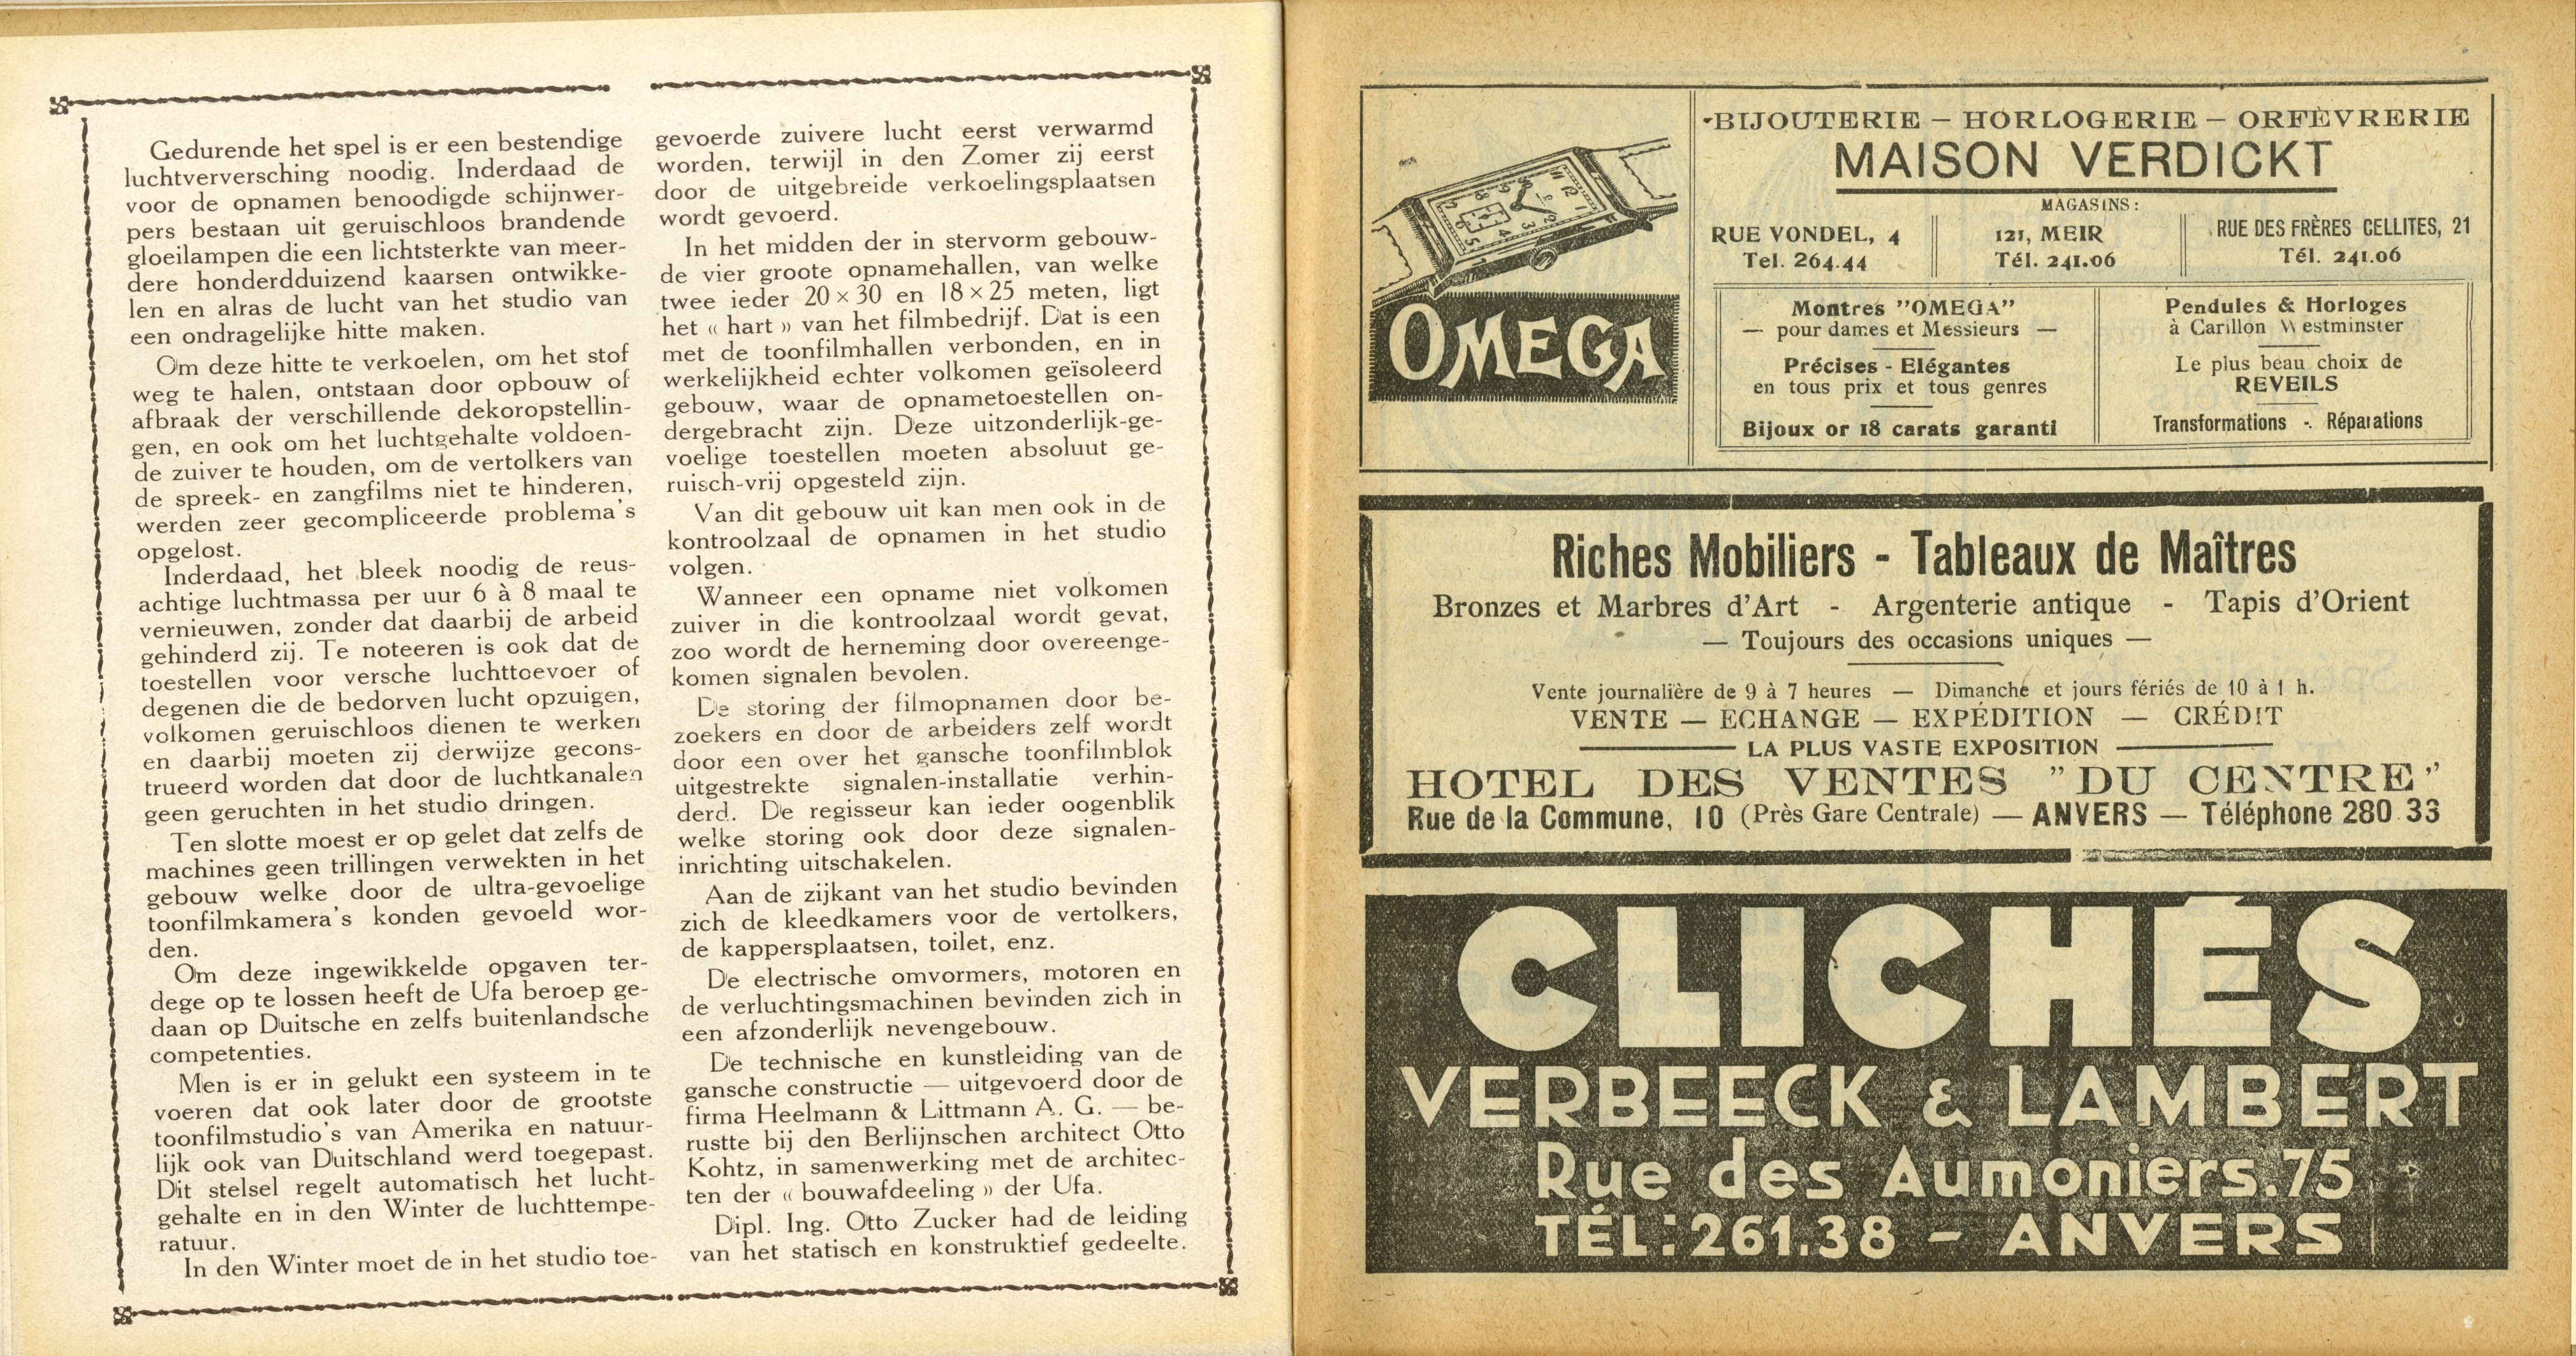 Gedurende het spel is er een bestendige
luchtverversching noodig. Inderdaad de
voor de opnamen benoodigde schijnwer-
pers bestaan uit geruischloos brandende
gloeilampen die een lichtsterkte van meer-
dere honderdduizend kaarsen ontwikke-
len en alras de lucht van het studio van
een ondragelijke hitte maken.
Om deze hitte te verkoelen, om het stof
weg te halen, ontstaan door opbouw of
afbraak der verschillende dekoropstellin-
gen, en ook om het luchtgehalte voldoen-
de zuiver te houden, om de vertolkers van
de spreek- en zangfilms niet te hinderen,
werden zeer gecompliceerde problema's
opgelost.
Inderdaad, het bleek noodig de reus-
achtige luchtmassa per uur 6 à 8 maal te
vernieuwen, zonder dat daarbij de arbeid
gehinderd zij. Te noteeren is ook dat de
toestellen voor versche luchttoevoer of
degenen die de bedorven lucht opzuigen,
volkomen geruischloos dienen te werken
en daarbij moeten zij derwijze gecons-
trueerd worden dat door de luchtkanalen
geen geruchten in het studio dringen.
Ten slotte moest er op gelet dat zelfs de
machines geen trillingen verwekten in het
gebouw welke door de ultra-gevoelige
toonfilmkamera's konden gevoeld wor-
den.
Om deze ingewikkelde opgaven ter-
dege op te lossen heeft de Ufa beroep ge-
daan op Duitsche en zelfs buitenlandsche
competenties.
Men is er in gelukt een systeem in te
voeren dat ook later door de grootste
toonfilmstudio's van Amerika en natuur-
lijk ook van Duitschland werd toegepast.
Dit stelsel regelt automatisch het lucht-
gehalte en in den Winter de luchttempe-
ratuur.
In den Winter moet de in het studio toe-
gevoerde zuivere lucht eerst verwarmd
worden, terwijl in den Zomer zij eerst
door de uitgebreide verkoelingsplaatsen
wordt gevoerd.
In het midden der in stervorm gebouw-
de vier groote opnamehallen, van welke
twee ieder 20 × 30 en 18 × 25 meten, ligt
het « hart » van het filmbedrijf. Dat is een
met de toonfilmhallen verbonden, en in
werkelijkheid echter volkomen geïsoleerd
gebouw, waar de opnametoestellen on-
dergebracht zijn. Deze uitzonderlijk-ge-
voelige toestellen moeten absoluut ge-
ruisch-vrij opgesteld zijn.
Van dit gebouw uit kan men ook in de
kontroolzaal de opnamen in het studio
volgen.
Wanneer een opname niet volkomen
zuiver in die kontroolzaal wordt gevat,
zoo wordt de herneming door overeenge-
komen signalen bevolen.
De storing der filmopnamen door be-
zoekers en door de arbeiders zelf wordt
door een over het gansche toonfilmblok
uitgestrekte signalen-installatie verhin-
derd. De regisseur kan ieder oogenblik
welke storing ook door deze signalen-
inrichting uitschakelen.
Aan de zijkant van het studio bevinden
zich de kleedkamers voor de vertolkers,
de kappersplaatsen, toilet, enz.
De electrische omvormers, motoren en
de verluchtingsmachinen bevinden zich in
een afzonderlijk nevengebouw.
De technische en kunstleiding van de
gansche constructie — uitgevoerd door de
firma Heelmann & Littmann A. G. — be-
rustte bij den Berlijnschen architect Otto
Kohtz, in samenwerking met de architec-
ten der « bouwafdeeling » der Ufa.
Dipl. Ing. Otto Zucker had de leiding
van het statisch en konstruktief gedeelte.
OMEGA
BIJOUTERIE — HORLOGERIE — ORFÈVRERIE
MAISON VERDICKT
MAGASINS :
RUE VONDEL, 4
Tel. 264.44
121, MEIR
Tél. 241.06
RUE DES FRÈRES CELLITES, 21
Tél. 241.06
Montres "OMEGA"
— pour dames et Messieurs —
Précises - Elégantes
en tous prix et tous genres
Bijoux or 18 carats garanti
Pendules & Horloges
à Carillon Westminster
Le plus beau choix de
REVEILS
Transformations - Réparations
Riches Mobiliers - Tableaux de Maîtres
Bronzes et Marbres d'Art - Argenterie antique - Tapis d'Orient
— Toujours des occasions uniques —
Vente journalière de 9 à 7 heures — Dimanche et jours fériés de 10 à 1 h.
VENTE — ECHANGE — EXPÉDITION — CRÉDIT
LA PLUS VASTE EXPOSITION
HOTEL DES VENTES "DU CENTRE"
Rue de la Commune, 10 (Près Gare Centrale) — ANVERS — Téléphone 280.33
CLICHÉS
VERBEECK & LAMBERT
Rue des Aumoniers.75
TÉL:261.38 - ANVERS